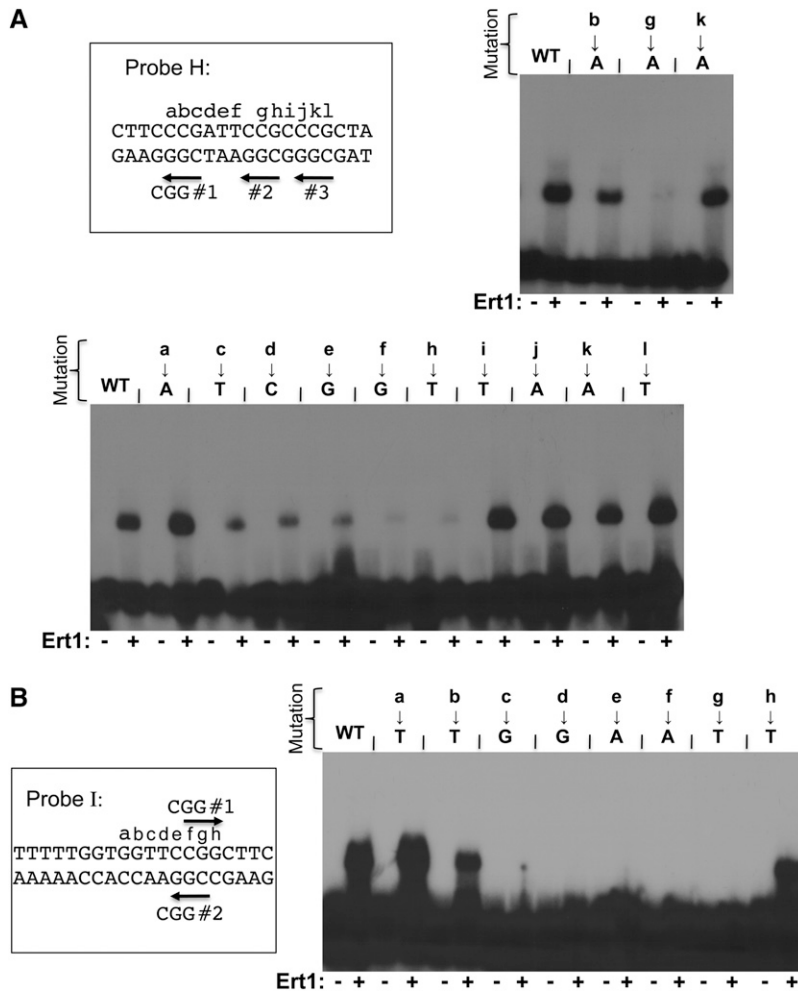 A
Probe H:
abcdef ghijkl
CTTCCCGATTCCGCCCGCTA
GAAGGGCTAAGGCGGGCGAT
CGG#1 #2 #3
Mutation
WT
b g k
↓ ↓ ↓
A A A
Ert1: - + - + - + - +
Mutation
WT
a c d e f h i j k l
↓ ↓ ↓ ↓ ↓ ↓ ↓ ↓ ↓ ↓
A T C G G T T A A T
Ert1: - + - + - + - + - + - + - + - + - + - + - +
B
Probe I:
CGG#1
abcdefgh
TTTTTGGTGGTTCCGGCTTC
AAAAACCACCAAGGCCGAAG
CGG#2
Mutation
WT
a b c d e f g h
↓ ↓ ↓ ↓ ↓ ↓ ↓ ↓
T T G G A A T T
Ert1: - + - + - + - + - + - + - + - + - +